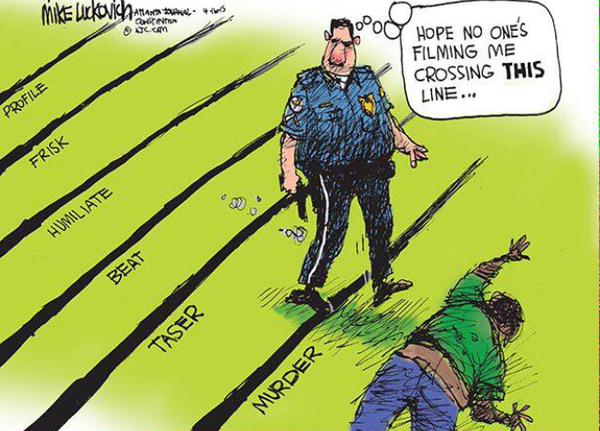 MIKE LUCKOVICH
ATLANTA JOURNAL-
CONSTITUTION
© AJC.COM
HOPE NO ONE'S
FILMING ME
CROSSING THIS
LINE...
PROFILE
FRISK
HUMILIATE
BEAT
TASER
MURDER